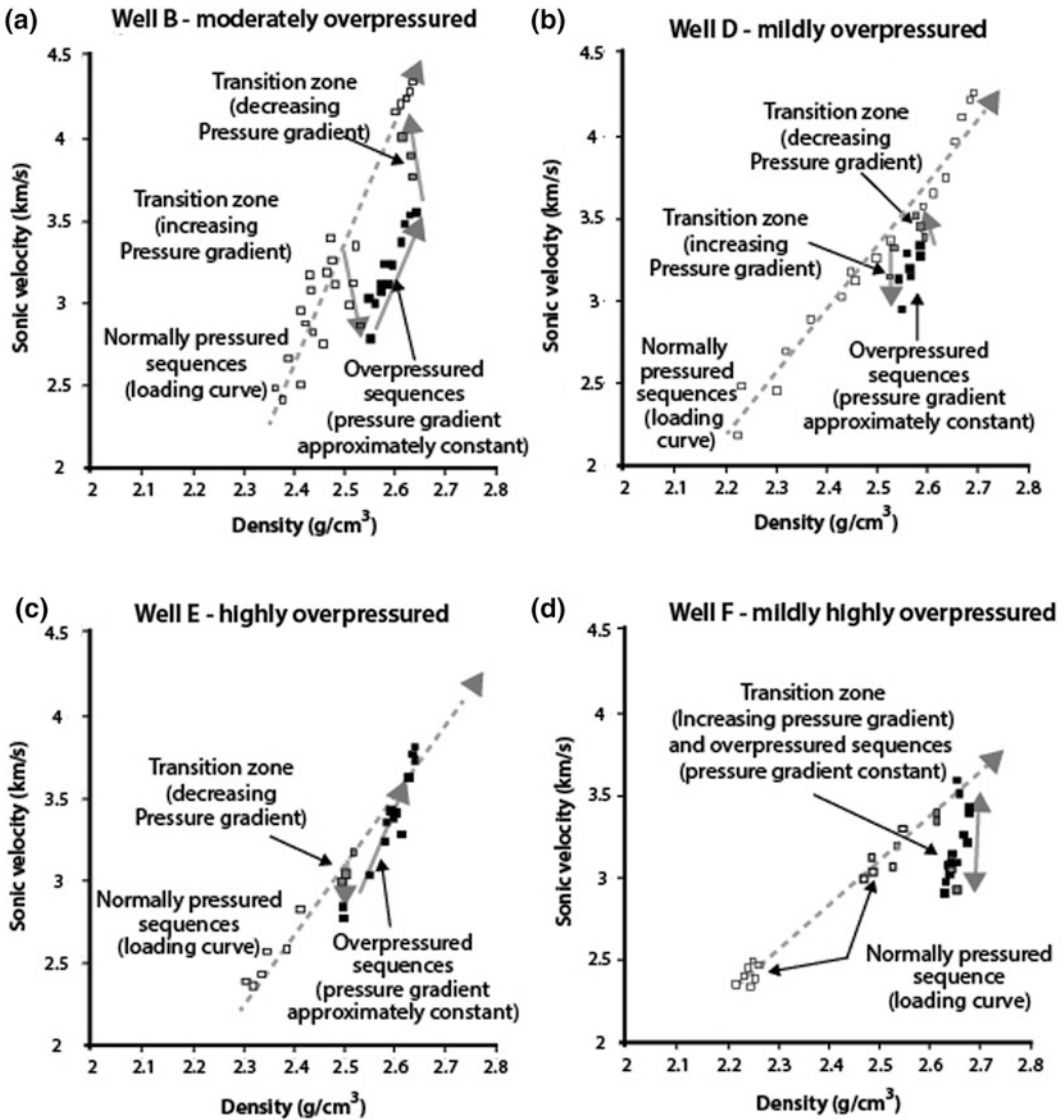 (a)
Well B - moderately overpressured
4.5
4
3.5
3
2.5
2
Sonic velocity (km/s)
Transition zone
(decreasing
Pressure gradient)
Transition zone
(increasing
Pressure gradient)
Normally pressured
sequences
(loading curve)
Overpressured
sequences
(pressure gradient
approximately constant)
2 2.1 2.2 2.3 2.4 2.5 2.6 2.7 2.8
Density (g/cm³)
(b)
Well D - mildly overpressured
4.5
4
3.5
3
2.5
2
Sonic velocity (km/s)
Transition zone
(decreasing
Pressure gradient)
Transition zone
(increasing
Pressure gradient)
Normally
pressured
sequences
(loading
curve)
Overpressured
sequences
(pressure gradient
approximately constant)
2 2.1 2.2 2.3 2.4 2.5 2.6 2.7 2.8
Density (g/cm³)
(c)
Well E - highly overpressured
4.5
4
3.5
3
2.5
2
Sonic velocity (km/s)
Transition zone
(decreasing
Pressure gradient)
Normally pressured
sequences
(loading curve)
Overpressured
sequences
(pressure gradient
approximately constant)
2 2.1 2.2 2.3 2.4 2.5 2.6 2.7 2.8
Density (g/cm³)
(d)
Well F - mildly highly overpressured
4.5
4
3.5
3
2.5
2
Sonic velocity (km/s)
Transition zone
(Increasing pressure gradient)
and overpressured sequences
(pressure gradient constant)
Normally pressured
sequence
(loading curve)
2 2.1 2.2 2.3 2.4 2.5 2.6 2.7 2.8
Density (g/cm³)